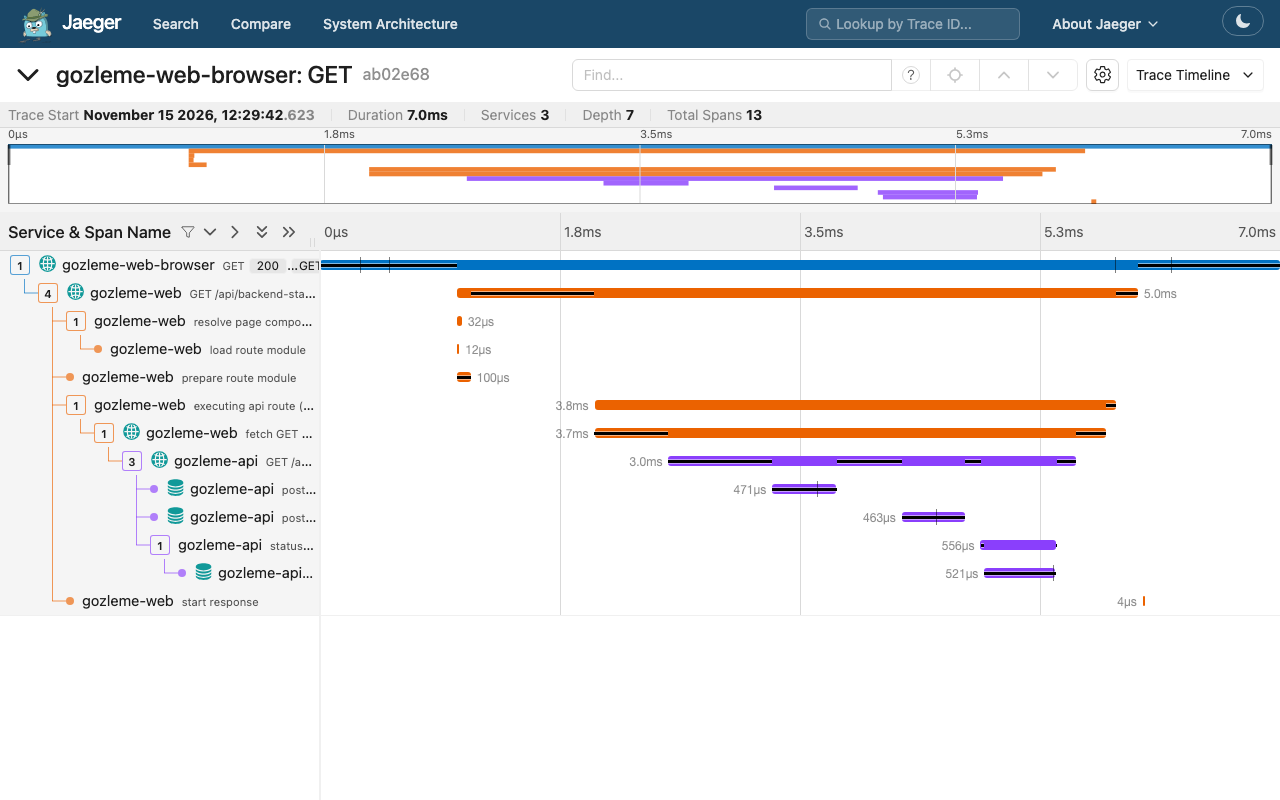 Jaeger Search Compare System Architecture Lookup by Trace ID... About Jaeger
gozleme-web-browser: GET ab02e68 Find... ? Trace Timeline
Trace Start November 15 2026, 12:29:42.623 Duration 7.0ms Services 3 Depth 7 Total Spans 13
0μs 1.8ms 3.5ms 5.3ms 7.0ms
Service & Span Name 0μs 1.8ms 3.5ms 5.3ms 7.0ms
1 gozleme-web-browser GET 200 ...GET
4 gozleme-web GET /api/backend-sta... 5.0ms
1 gozleme-web resolve page compo... 32μs
gozleme-web load route module 12μs
gozleme-web prepare route module 100μs
1 gozleme-web executing api route (... 3.8ms
1 gozleme-web fetch GET ... 3.7ms
3 gozleme-api GET /a... 3.0ms
gozleme-api post... 471μs
gozleme-api post... 463μs
1 gozleme-api status... 556μs
gozleme-api... 521μs
gozleme-web start response 4μs